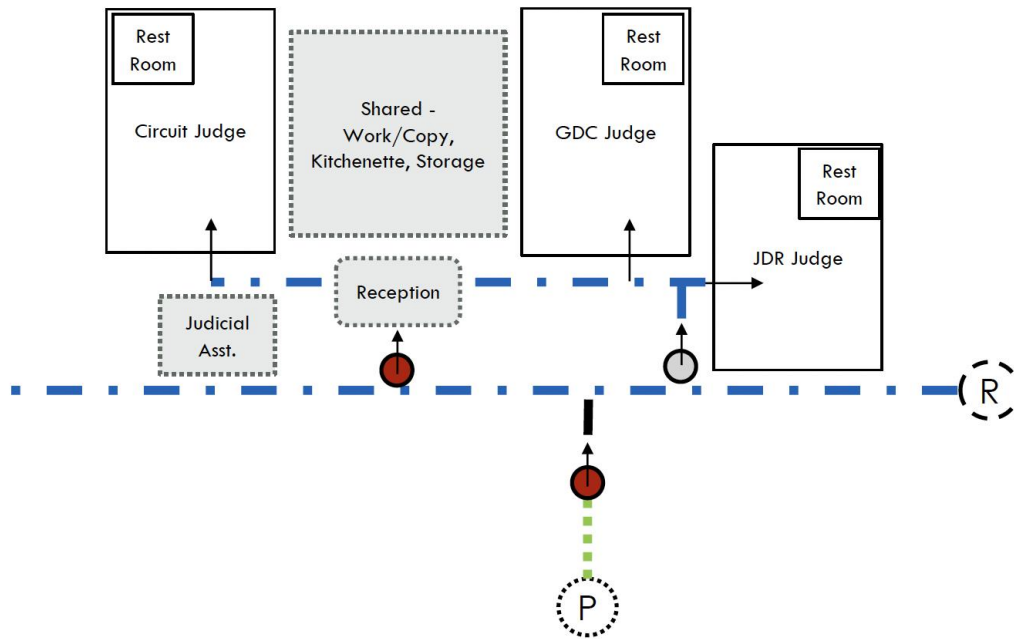 Rest
Room
Circuit Judge
Shared -
Work/Copy,
Kitchenette, Storage
Rest
Room
GDC Judge
Rest
Room
JDR Judge
Reception
Judicial
Asst.
R
P